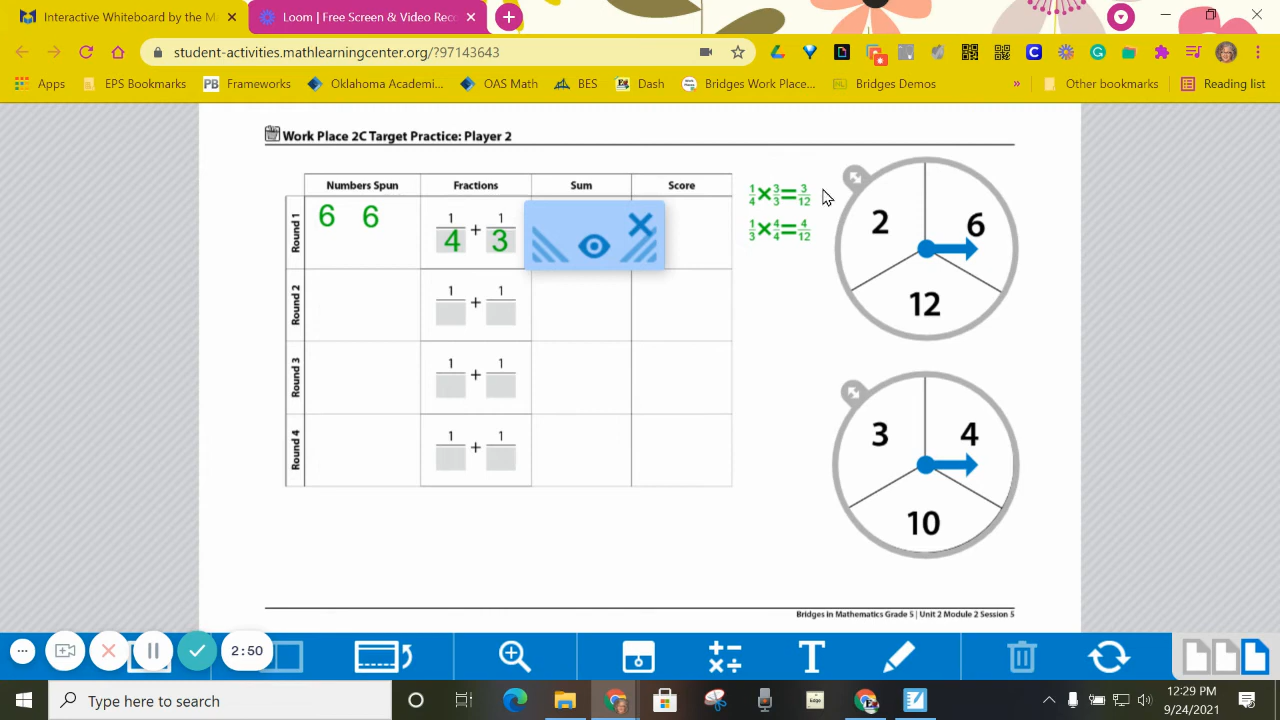 Interactive Whiteboard by the M
Loom | Free Screen & Video Reco
student-activities.mathlearningcenter.org/?97143643
Apps EPS Bookmarks PB Frameworks Oklahoma Academi... OAS Math BES Dash Bridges Work Place... Bridges Demos » Other bookmarks Reading list
Work Place 2C Target Practice: Player 2
Numbers Spun Fractions Sum Score
Round 1 6 6 1/4 + 1/3
Round 2 1/ + 1/
Round 3 1/ + 1/
Round 4 1/ + 1/
1/4 × 3/3 = 3/12
1/3 × 4/4 = 4/12
2 6
12
3 4
10
Bridges in Mathematics Grade 5 | Unit 2 Module 2 Session 5
2:50
T
Type here to search
12:29 PM
9/24/2021